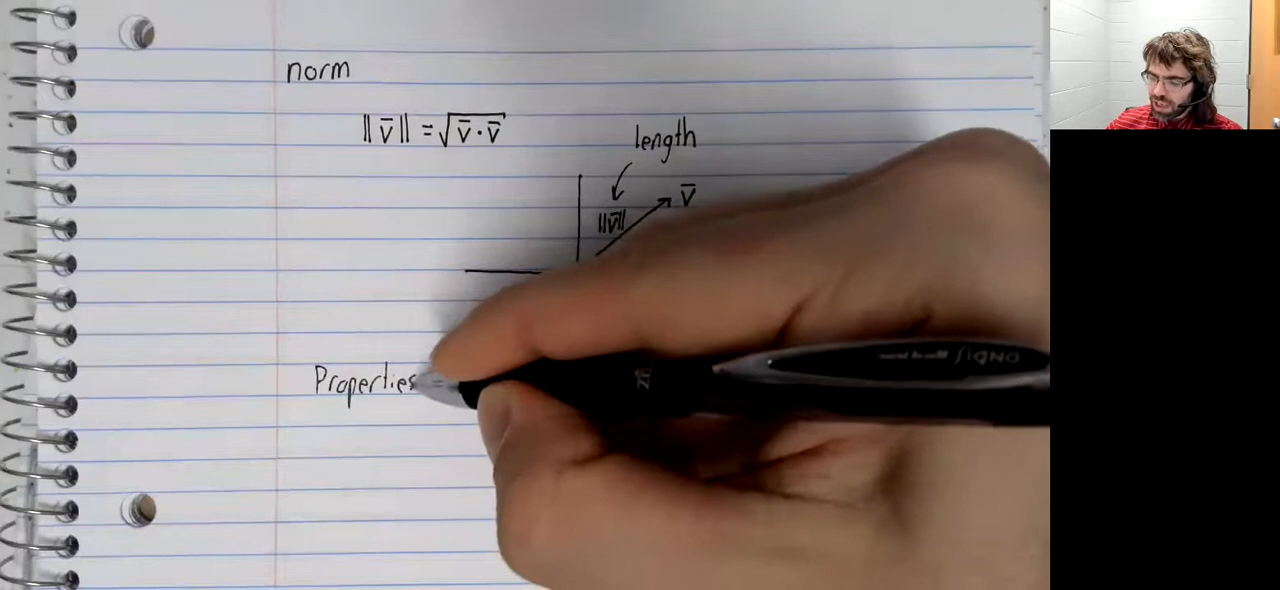 norm
||v̄|| = √v̄·v̄
length
v̄
||v̄||
Properties